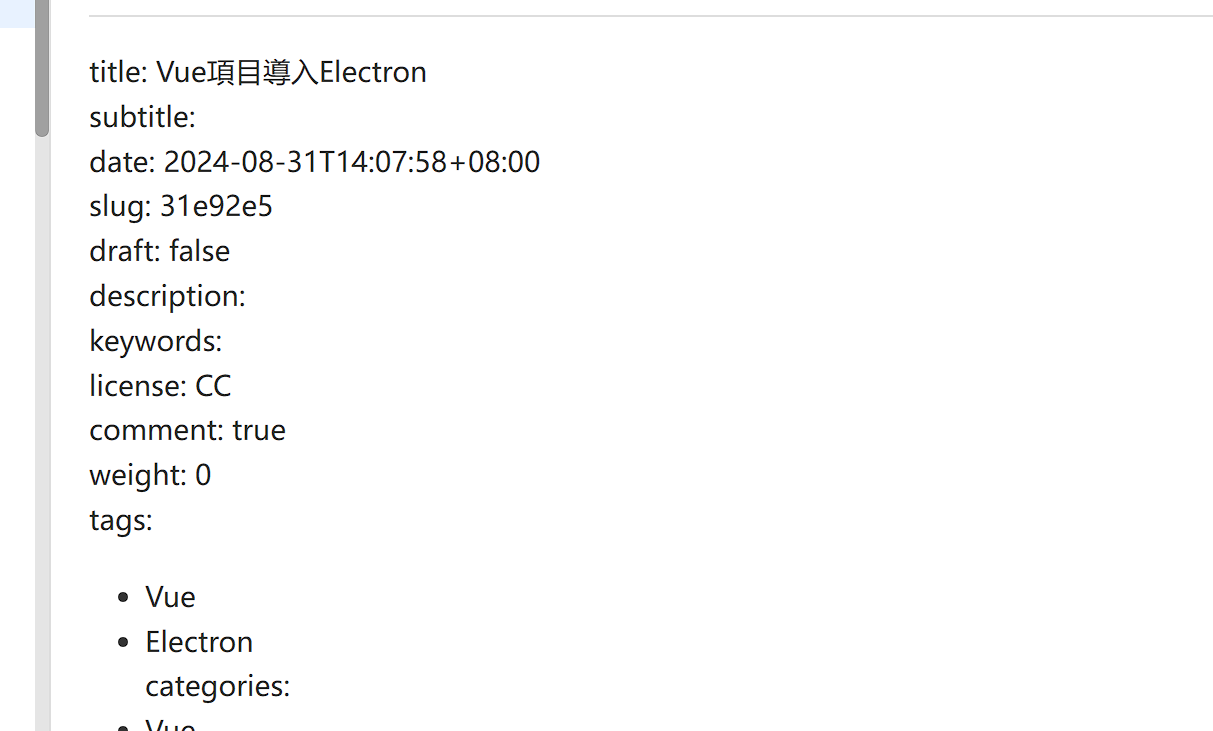 title: Vue項目導入Electron
subtitle:
date: 2024-08-31T14:07:58+08:00
slug: 31e92e5
draft: false
description:
keywords:
license: CC
comment: true
weight: 0
tags:
Vue
Electron
categories:
Vue